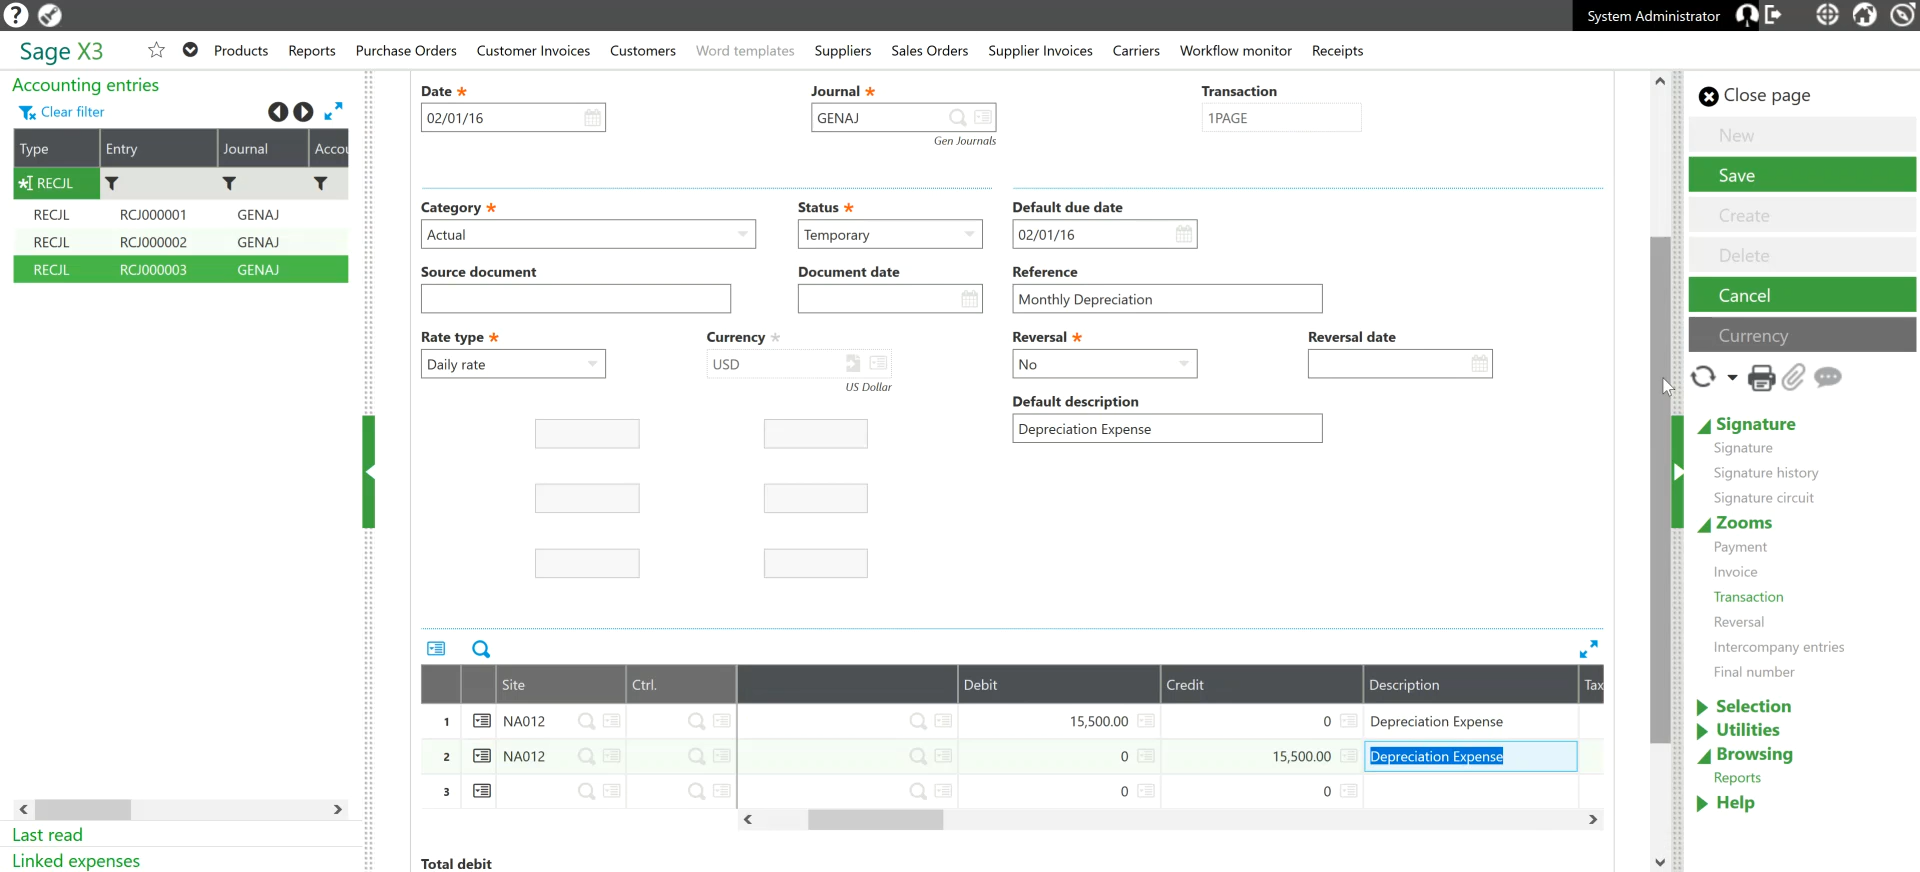 System Administrator
Sage X3
Products Reports Purchase Orders Customer Invoices Customers Word templates Suppliers Sales Orders Supplier Invoices Carriers Workflow monitor Receipts
Accounting entries
Clear filter
Type Entry Journal Accou
RECJL
RECJL RCJ000001 GENAJ
RECJL RCJ000002 GENAJ
RECJL RCJ000003 GENAJ
Last read
Linked expenses
Date * Journal * Transaction
02/01/16 GENAJ 1PAGE
Gen Journals
Category * Status * Default due date
Actual Temporary 02/01/16
Source document Document date Reference
Monthly Depreciation
Rate type * Currency * Reversal * Reversal date
Daily rate USD No
US Dollar
Default description
Depreciation Expense
Site Ctrl. Debit Credit Description Tax
1 NA012 15,500.00 0 Depreciation Expense
2 NA012 0 15,500.00 Depreciation Expense
3 0 0
Total debit
Close page
New
Save
Create
Delete
Cancel
Currency
Signature
Signature
Signature history
Signature circuit
Zooms
Payment
Invoice
Transaction
Reversal
Intercompany entries
Final number
Selection
Utilities
Browsing
Reports
Help